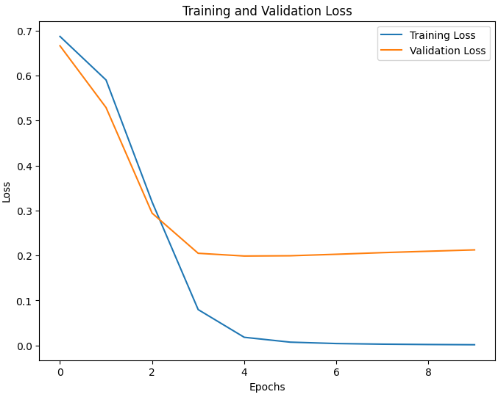 Training and Validation Loss
Training Loss
Validation Loss
0.7
0.6
0.5
0.4
0.3
0.2
0.1
0.0
Loss
0 2 4 6 8
Epochs